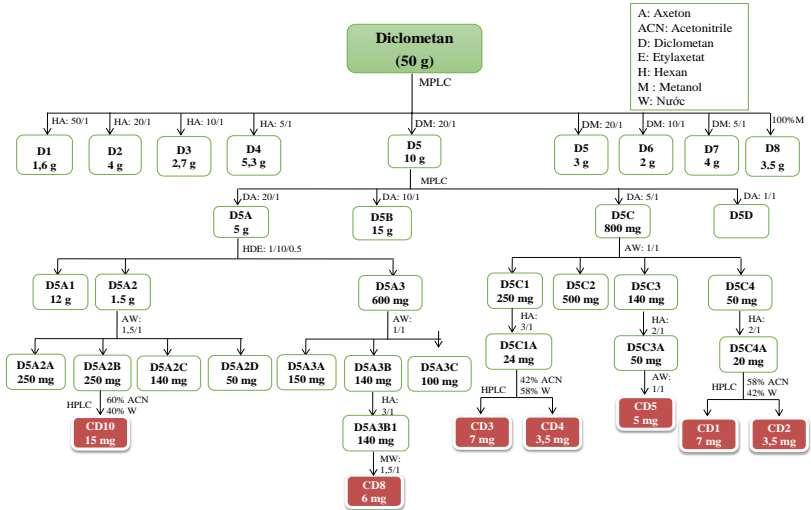 Diclometan
(50 g)
A: Axeton
ACN: Acetonitrile
D: Diclometan
E: Etylaxetat
H: Hexan
M : Metanol
W: Nước
MPLC
HA: 50/1
HA: 20/1
HA: 10/1
HA: 5/1
DM: 20/1
DM: 20/1
DM: 10/1
DM: 5/1
100%M
D1
1,6 g
D2
4 g
D3
2,7 g
D4
5,3 g
D5
10 g
D5
3 g
D6
2 g
D7
4 g
D8
3.5 g
MPLC
DA: 20/1
DA: 10/1
DA: 5/1
DA: 1/1
D5A
5 g
D5B
15 g
D5C
800 mg
D5D
HDE: 1/10/0.5
AW: 1/1
D5A1
12 g
D5A2
1.5 g
D5A3
600 mg
D5C1
250 mg
D5C2
500 mg
D5C3
140 mg
D5C4
50 mg
AW:
1,5/1
AW:
1/1
HA:
3/1
HA:
2/1
HA:
2/1
D5A2A
250 mg
D5A2B
250 mg
D5A2C
140 mg
D5A2D
50 mg
D5A3A
150 mg
D5A3B
140 mg
D5A3C
100 mg
D5C1A
24 mg
D5C3A
50 mg
D5C4A
20 mg
HPLC
60% ACN
40% W
HA:
3/1
HPLC
42% ACN
58% W
AW:
1/1
HPLC
58% ACN
42% W
CD10
15 mg
D5A3B1
140 mg
CD3
7 mg
CD4
3,5 mg
CD5
5 mg
CD1
7 mg
CD2
3,5 mg
MW:
1,5/1
CD8
6 mg